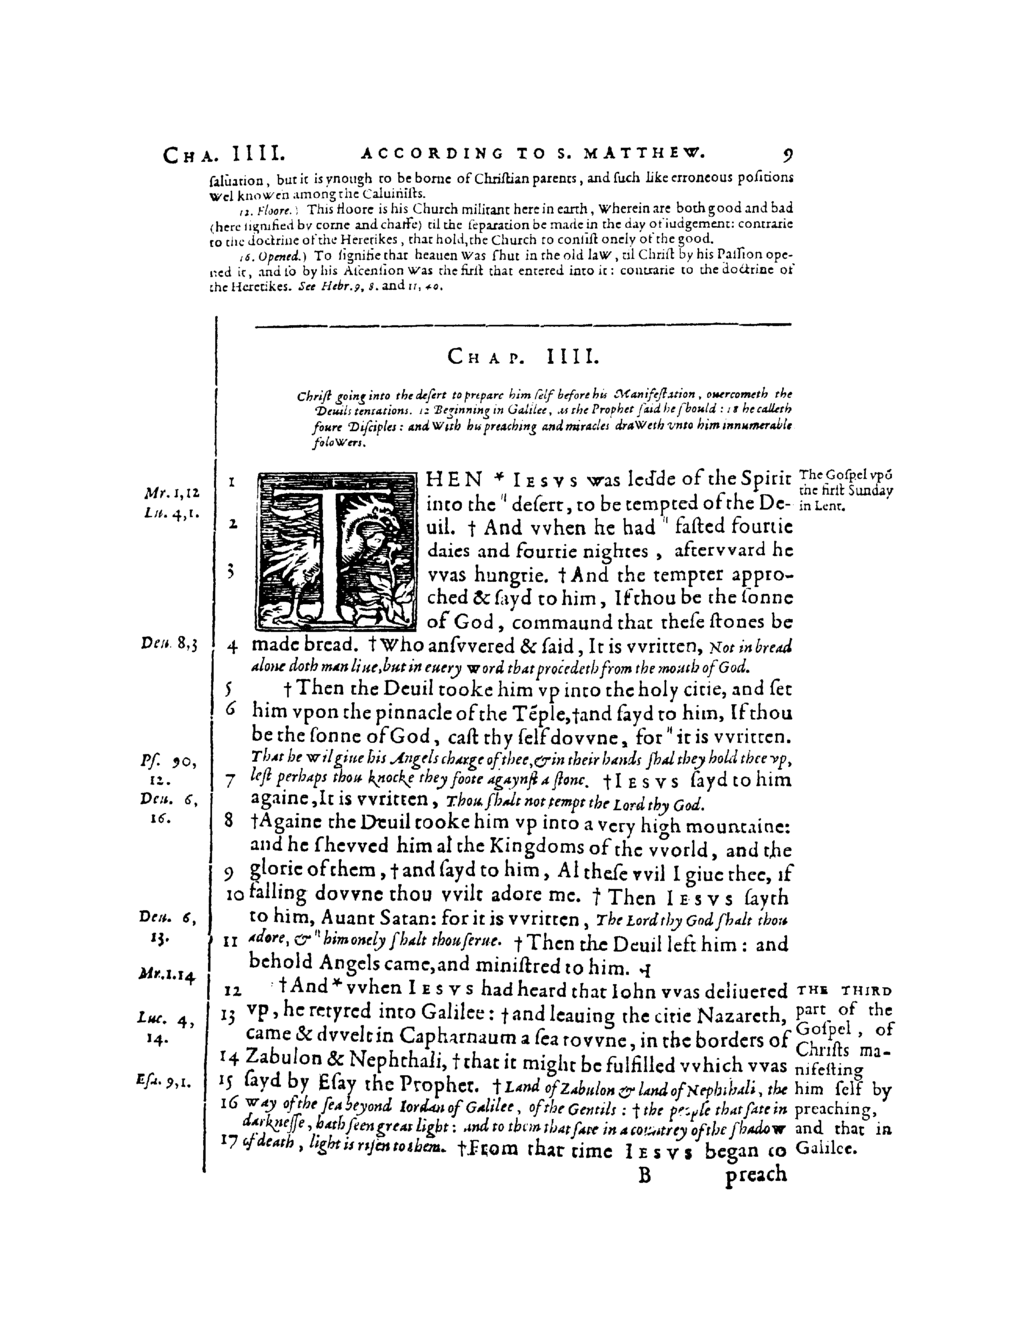 CHA. IIII. ACCORDING TO S. MATTHEW. 9
ſaluation, but it is ynough to be borne of Chriſtian parents, and ſuch like erroneous poſitions
wel knowen among the Caluiniſts.
12. Floore.) This floore is his Church militant here in earth, wherein are both good and bad
(here ſignified by corne and chaffe) til the ſeparation be made in the day of iudgement: contrarie
to the doctrine of the Heretikes, that hold, the Church to conſiſt onely of the good.
16. Opened.) To ſignifie that heauen was ſhut in the old law, til Chriſt by his Paſſion ope-
ned it, and ſo by his Aſcenſion was the firſt that entered into it: contrarie to the doctrine of
the Heretikes. See Hebr. 9, 8. and 11, 40.
CHAP. IIII.
Chriſt going into the deſert to prepare him ſelf before his Manifeſtation, ouercometh the
Deuils tentations. 12 Beginning in Galilee, as the Prophet ſaid he ſhould: 18 he calleth
foure Diſciples: and with his preaching and miracles draweth vnto him innumerable
folowers.
Mr. 1,12
Lu. 4,1.
1 THEN * IESVS was ledde of the Spirit
The Goſpel vpõ
the firſt Sunday
in Lent.
into the " deſert, to be tempted of the De-
2 uil. † And vvhen he had " faſted fourtie
daies and fourtie nightes, aftervvard he
3 vvas hungrie. † And the tempter appro-
ched & ſayd to him, If thou be the ſonne
of God, commaund that theſe ſtones be
Deu. 8,3
4 made bread. † Who anſvvered & ſaid, It is vvritten, Not in bread
alone doth man liue, but in euery word that procedeth from the mouth of God.
5 † Then the Deuil tooke him vp into the holy citie, and ſet
6 him vpon the pinnacle of the Tẽple, † and ſayd to him, If thou
be the ſonne of God, caſt thy ſelf dovvne, for " it is vvritten.
Pſ. 90,
12.
That he wil giue his Angels charge of thee, & in their hands ſhal they hold thee vp,
7 leſt perhaps thou knocke they foote agaynſt a ſtone. † IESVS ſayd to him
Deu. 6,
16.
againe, It is vvritten, Thou ſhalt not tempt the Lord thy God.
8 † Againe the Deuil tooke him vp into a very high mountaine:
and he ſhevved him al the Kingdoms of the vvorld, and the
9 glorie of them, † and ſayd to him, Al theſe vvil I giue thee, if
10 falling dovvne thou vvilt adore me. † Then IESVS ſayth
Deu. 6,
13.
to him, Auant Satan: for it is vvritten, The Lord thy God ſhalt thou
11 adore, & " him onely ſhalt thou ſerue. † Then the Deuil left him: and
behold Angels came, and miniſtred to him.
Mr. 1.14
12 † And * vvhen IESVS had heard that Iohn vvas deliuered
13 vp, he retyred into Galilee: † and leauing the citie Nazareth,
Luc. 4,
14.
came & dvvelt in Capharnaum a ſea tovvne, in the borders of
14 Zabulon & Nephthali, † that it might be fulfilled vvhich vvas
Eſa. 9,1.
15 ſayd by Eſay the Prophet. † Land of Zabulon & land of Nephthali, the
16 way of the ſea beyond Iordan of Galilee, of the Gentils: † the people that ſate in
darkneſſe, hath ſeen great light: and to them that ſate in a countrey of the ſhadow
17 of death, light is riſen to them. † From that time IESVS began to
THE THIRD
part of the
Goſpel, of
Chriſts ma-
nifeſting
him ſelf by
preaching,
and that in
Galilee.
B preach